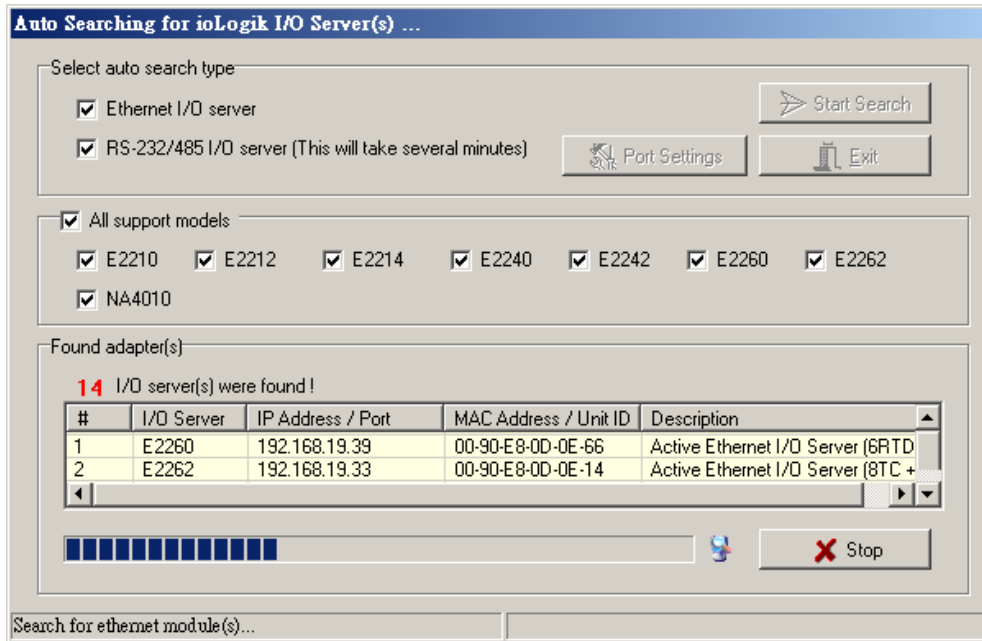 Auto Searching for ioLogik I/O Server(s) ...
Select auto search type
Ethernet I/O server
Start Search
RS-232/485 I/O server (This will take several minutes)
Port Settings
Exit
All support models
E2210 E2212 E2214 E2240 E2242 E2260 E2262
NA4010
Found adapter(s)
14 I/O server(s) were found !
# I/O Server IP Address / Port MAC Address / Unit ID Description
1 E2260 192.168.19.39 00-90-E8-0D-0E-66 Active Ethernet I/O Server (6RTD
2 E2262 192.168.19.33 00-90-E8-0D-0E-14 Active Ethernet I/O Server (8TC +
Stop
Search for ethernet module(s)...